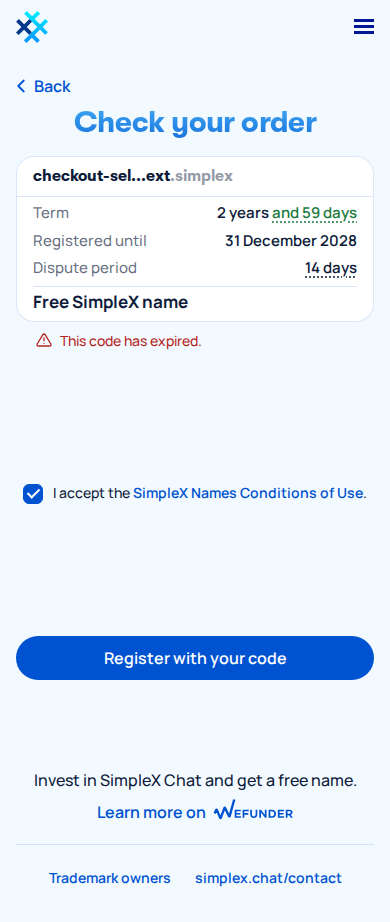 Back
Check your order
checkout-sel...ext.simplex
Term 2 years and 59 days
Registered until 31 December 2028
Dispute period 14 days
Free SimpleX name
This code has expired.
I accept the SimpleX Names Conditions of Use.
Register with your code
Invest in SimpleX Chat and get a free name.
Learn more on WEFUNDER
Trademark owners simplex.chat/contact